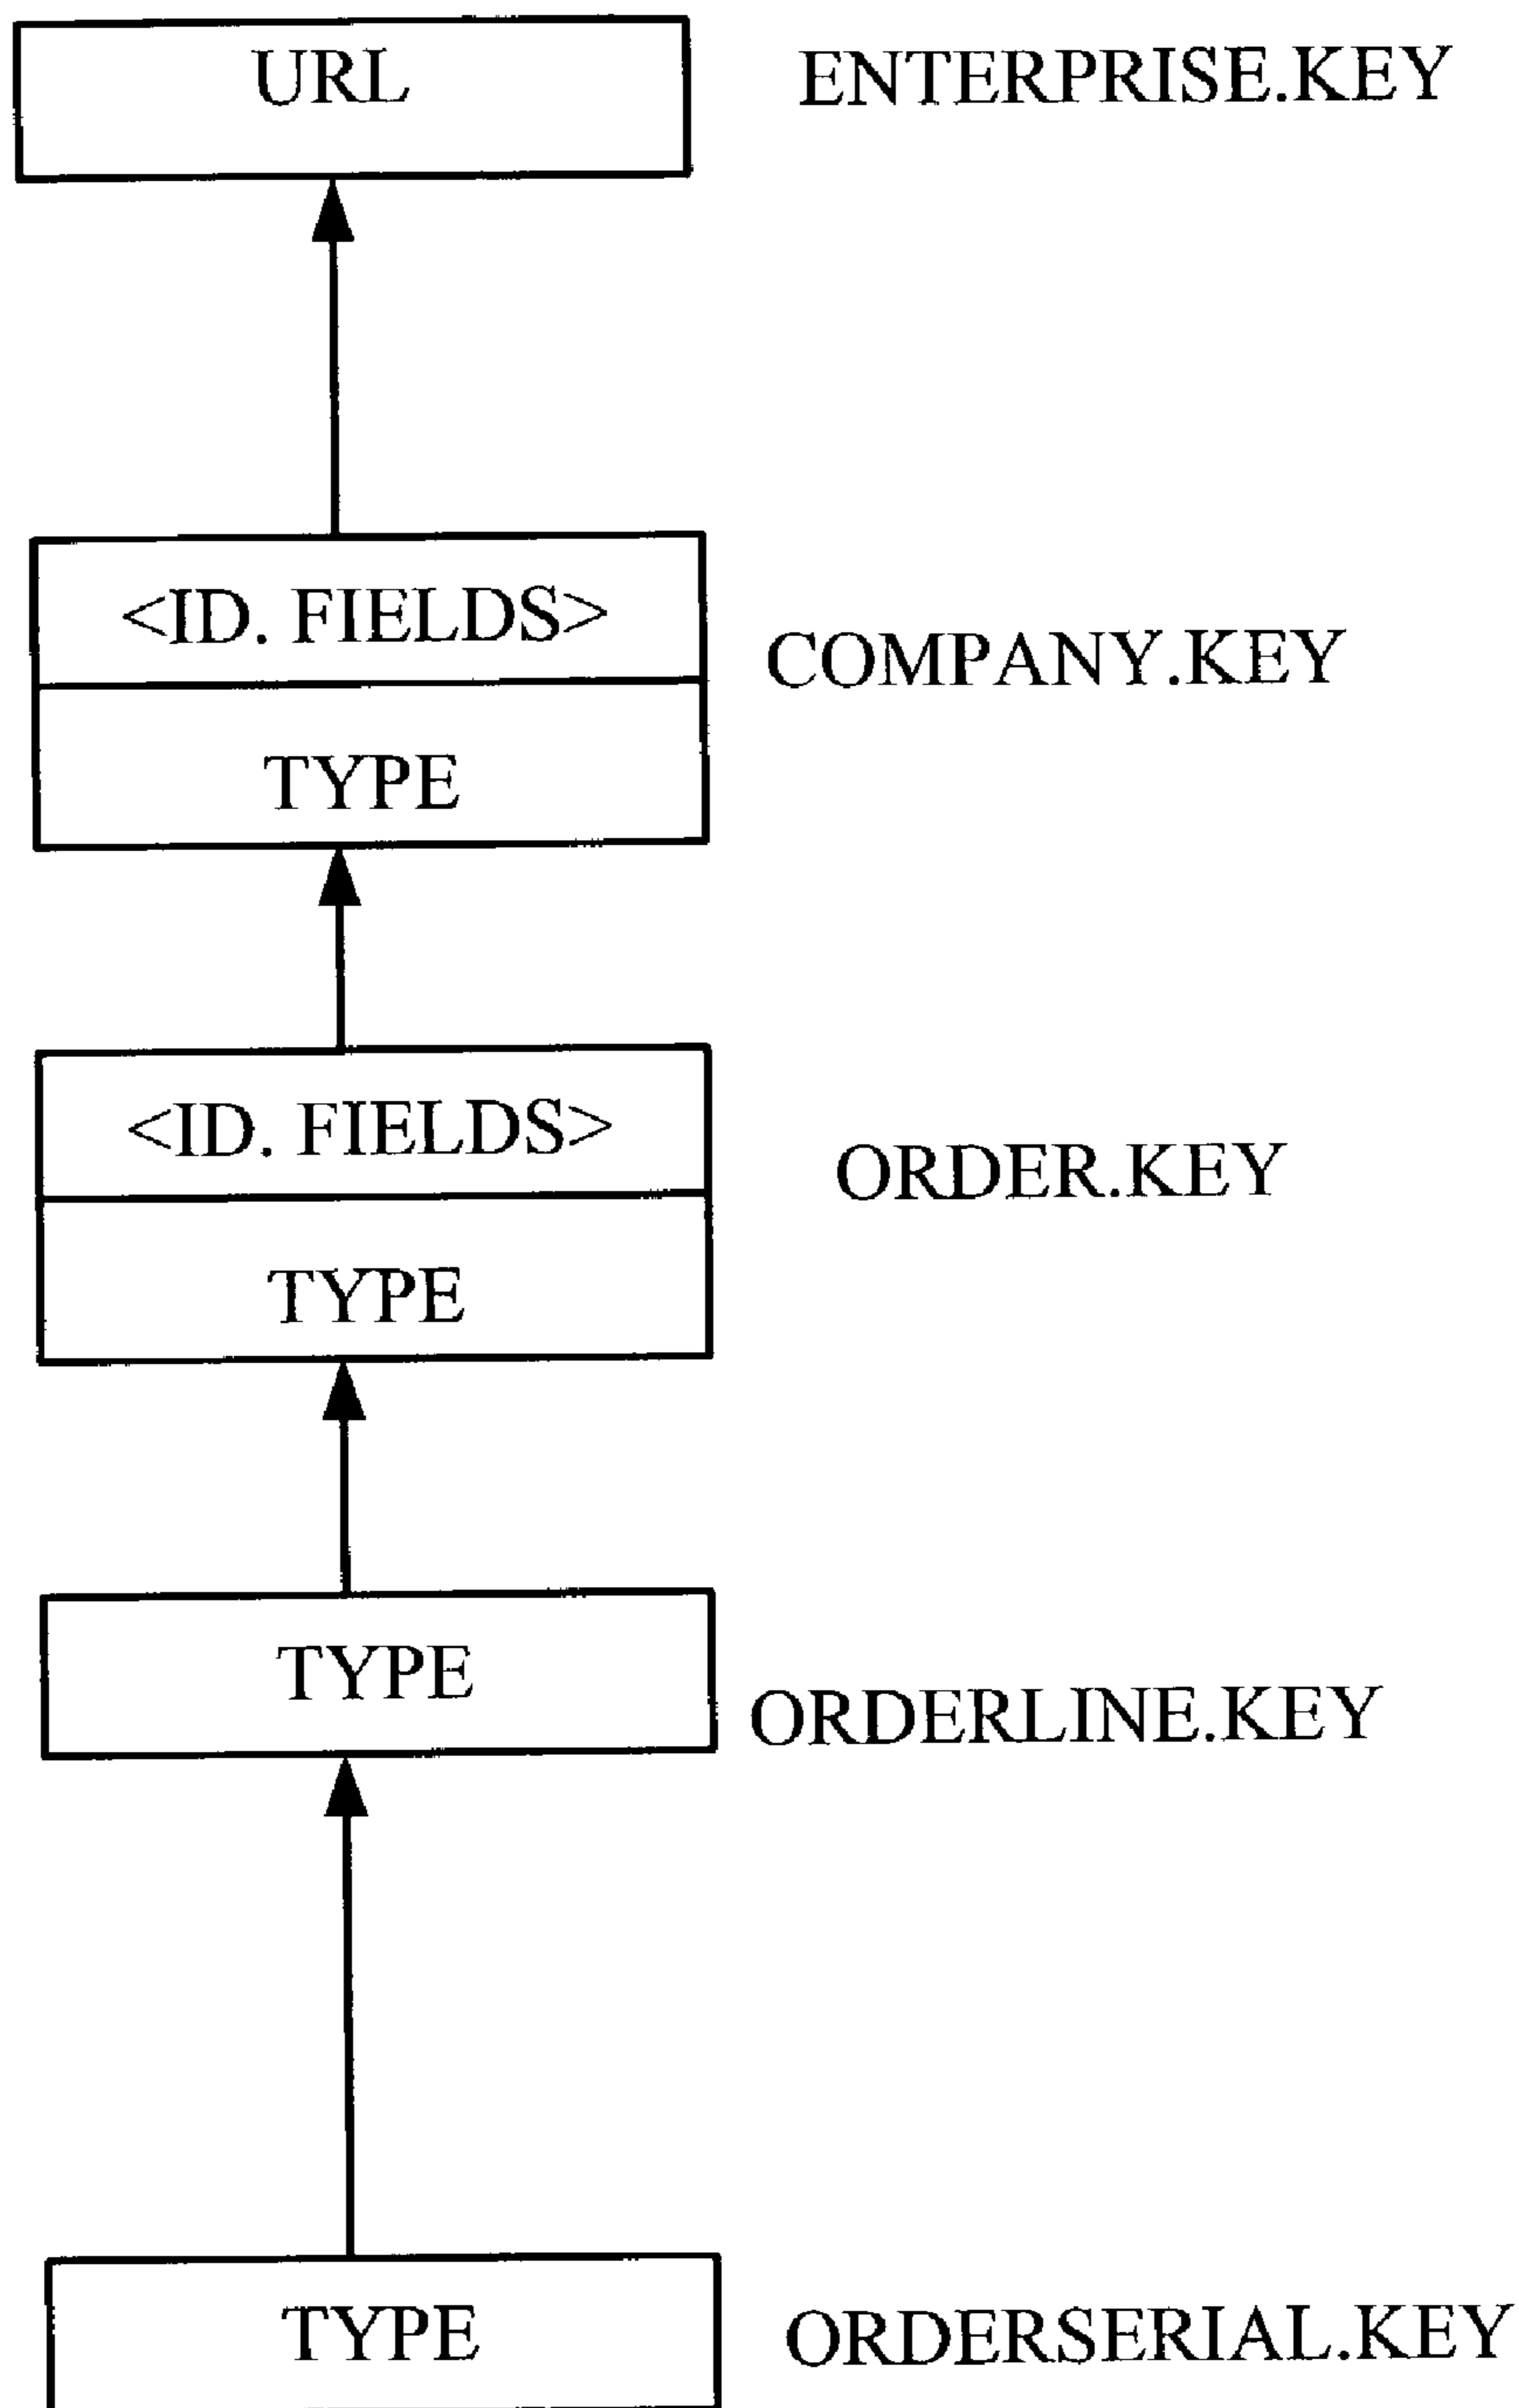 URL
ENTERPRISE.KEY
<ID. FIELDS>
COMPANY.KEY
TYPE
<ID. FIELDS>
ORDER.KEY
TYPE
TYPE
ORDERLINE.KEY
TYPE
ORDERSERIAL.KEY